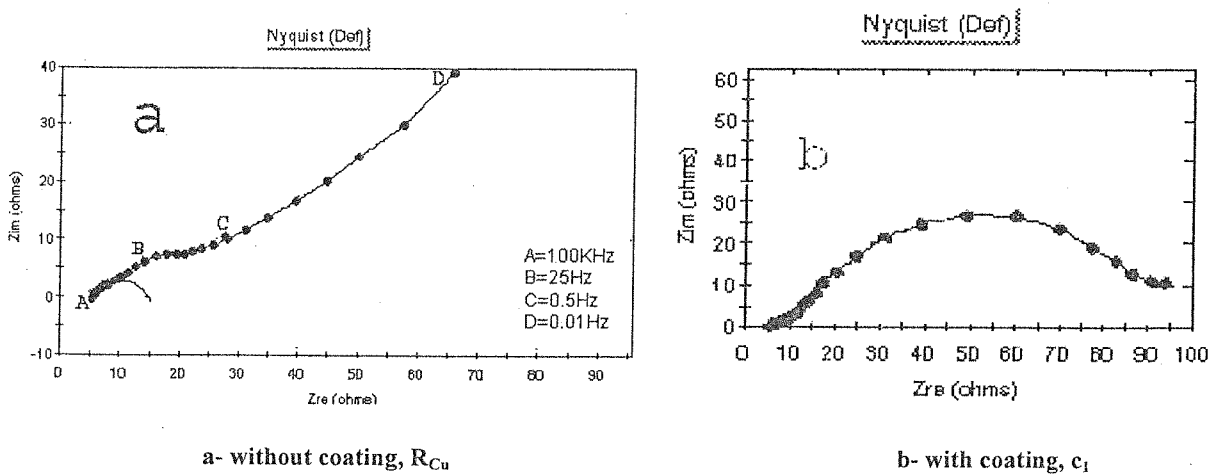 Nyquist (Def)
40
30
20
10
0
-10
Zim (ohms)
a
A
B
C
D
A=100KHz
B=25Hz
C=0.5Hz
D=0.01Hz
0 10 20 30 40 50 60 70 80 90
Zre (ohms)
a- without coating, RCu
Nyquist (Def)
60
50
40
30
20
10
0
Zim (ohms)
b
0 10 20 30 40 50 60 70 80 90 100
Zre (ohms)
b- with coating, c1